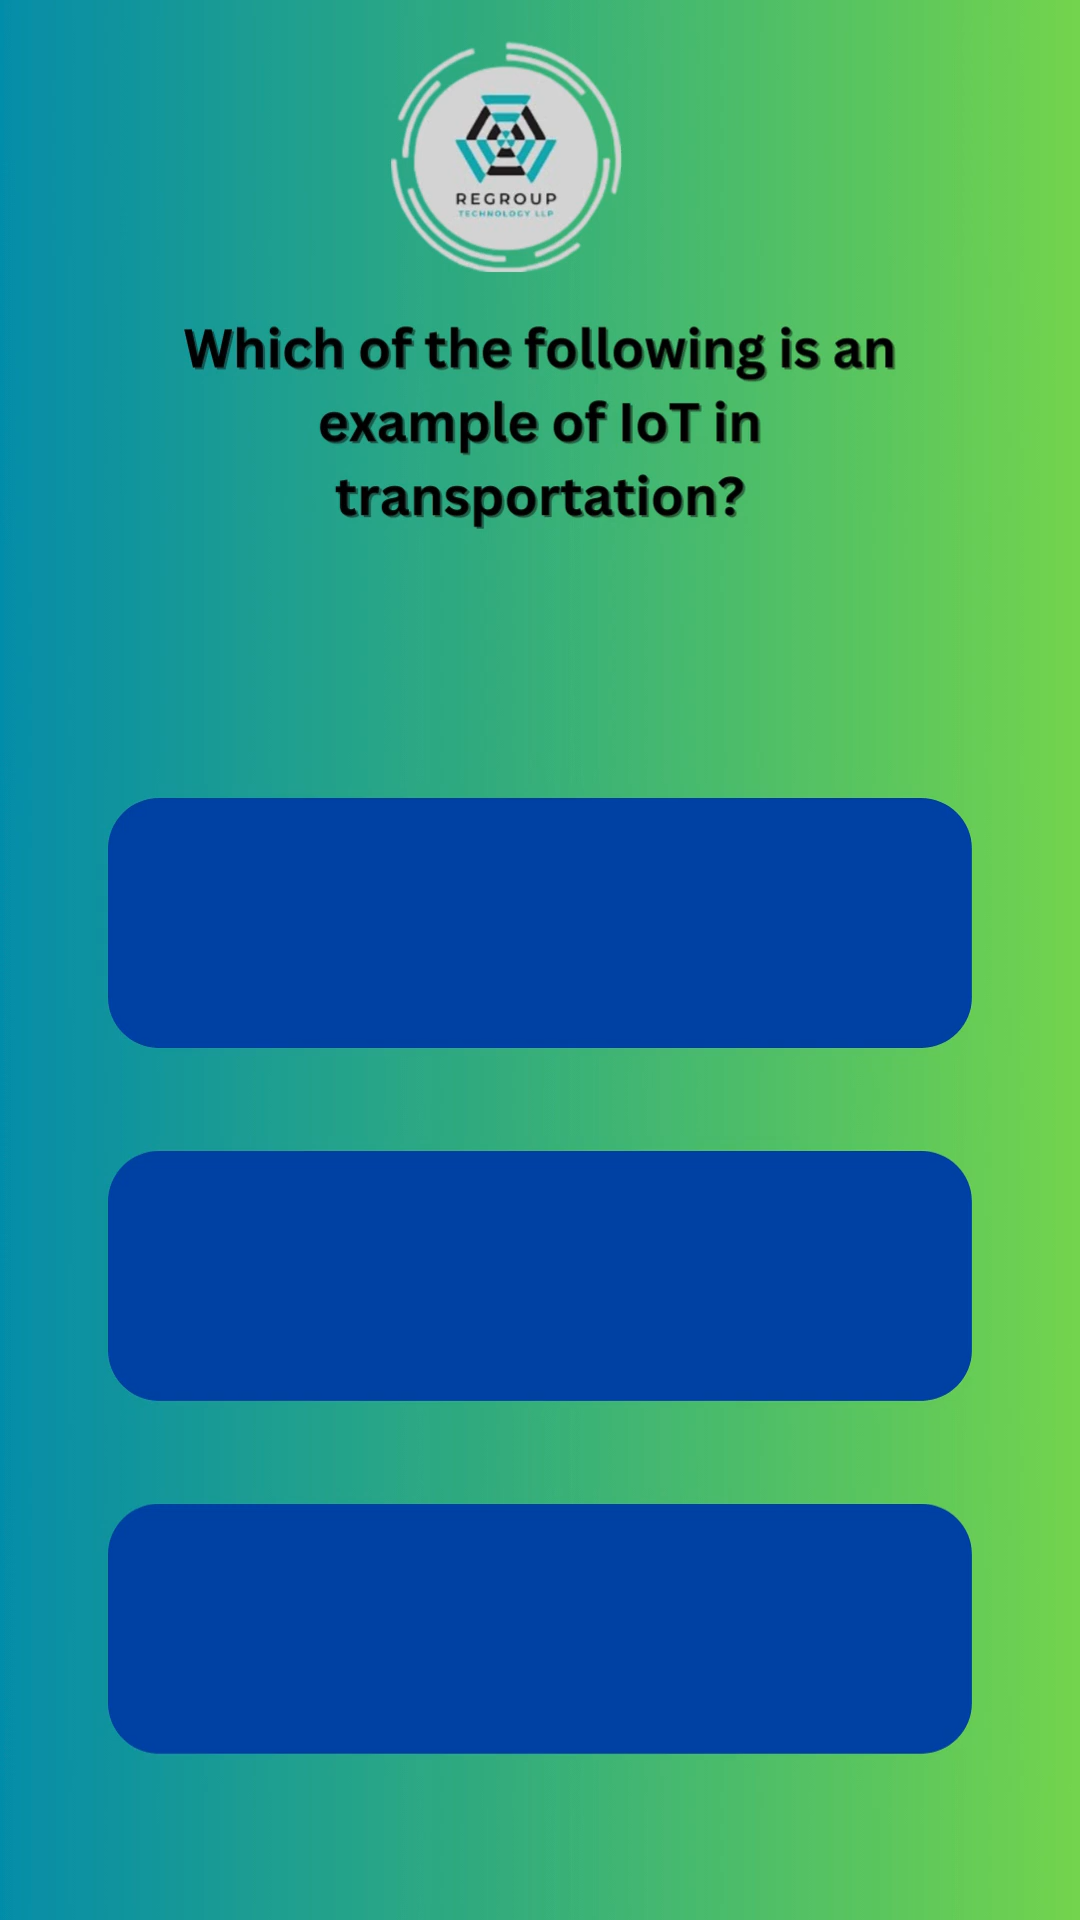 REGROUP
TECHNOLOGY LLP
Which of the following is an
example of IoT in
transportation?